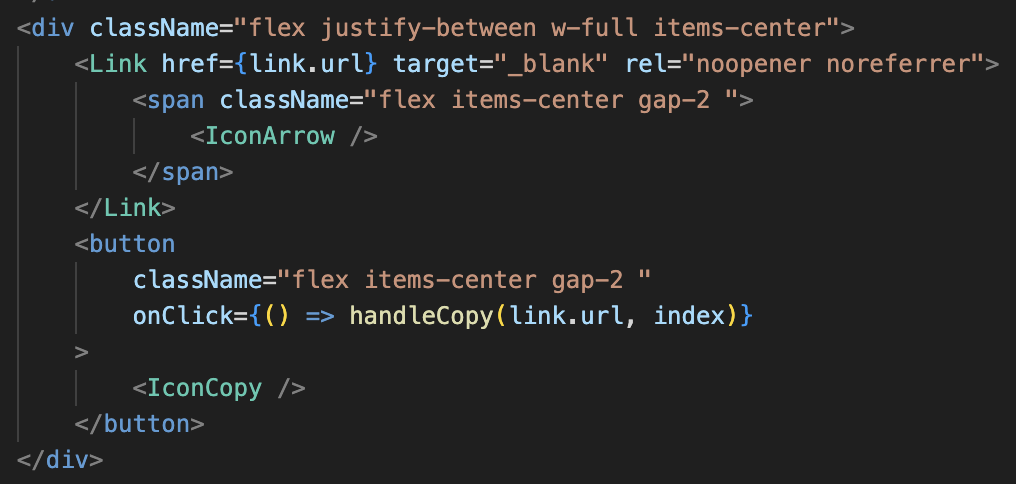 <div className="flex justify-between w-full items-center">
    <Link href={link.url} target="_blank" rel="noopener noreferrer">
        <span className="flex items-center gap-2 ">
            <IconArrow />
        </span>
    </Link>
    <button
        className="flex items-center gap-2 "
        onClick={() => handleCopy(link.url, index)}
    >
        <IconCopy />
    </button>
</div>